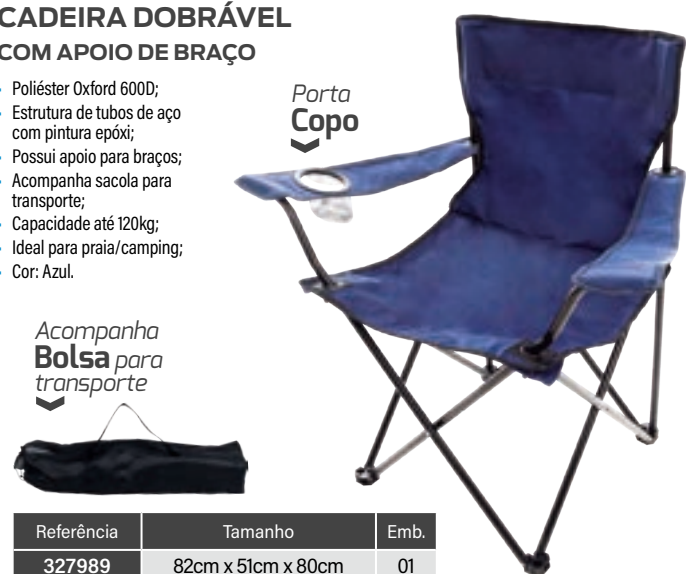 CADEIRA DOBRÁVEL
COM APOIO DE BRAÇO
Poliéster Oxford 600D;
Estrutura de tubos de aço
com pintura epóxi;
Possui apoio para braços;
Acompanha sacola para
transporte;
Capacidade até 120kg;
Ideal para praia/camping;
Cor: Azul.
Porta
Copo
Acompanha
Bolsa para
transporte
Referência Tamanho Emb.
327989 82cm x 51cm x 80cm 01